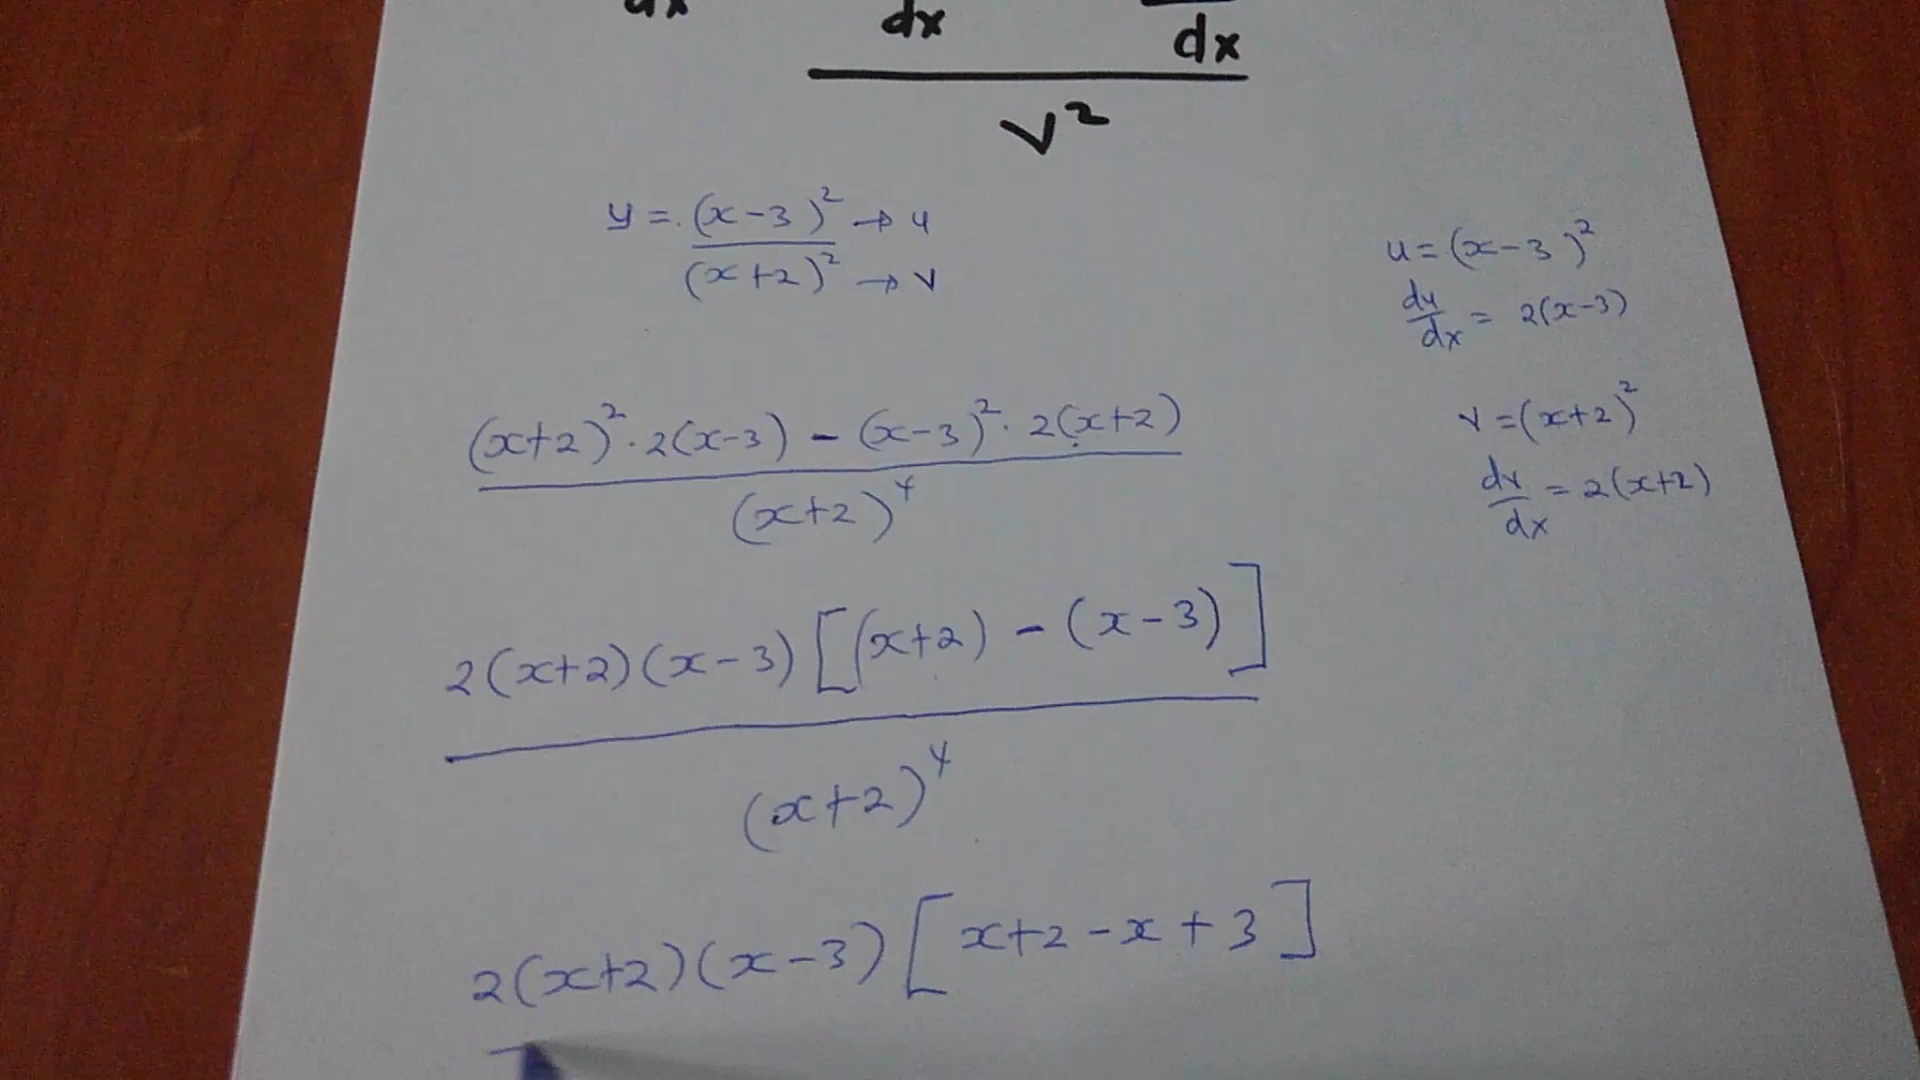 dx dx
dx
v²
y = (x-3)² → u
(x+2)² → v
u = (x-3)²
du
dx = 2(x-3)
(x+2)² · 2(x-3) - (x-3)² · 2(x+2)
(x+2)⁴
v = (x+2)²
dv
dx = 2(x+2)
2(x+2)(x-3) [(x+2) - (x-3)]
(x+2)⁴
2(x+2)(x-3) [x+2-x+3]